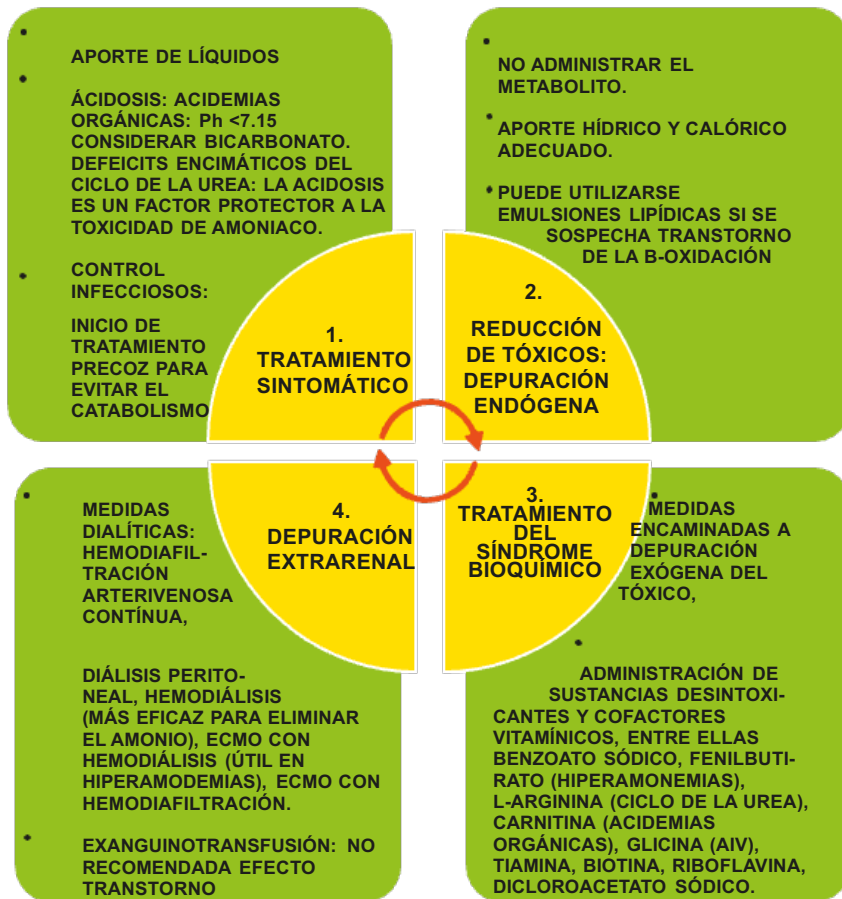 APORTE DE LÍQUIDOS
ÁCIDOSIS: ACIDEMIAS
ORGÁNICAS: Ph <7.15
CONSIDERAR BICARBONATO.
DEFEICITS ENCIMÁTICOS DEL
CICLO DE LA UREA: LA ACIDOSIS
ES UN FACTOR PROTECTOR A LA
TOXICIDAD DE AMONIACO.
CONTROL
INFECCIOSOS:
INICIO DE
TRATAMIENTO
PRECOZ PARA
EVITAR EL
CATABOLISMO
1.
TRATAMIENTO
SINTOMÁTICO
NO ADMINISTRAR EL
METABOLITO.
APORTE HÍDRICO Y CALÓRICO
ADECUADO.
PUEDE UTILIZARSE
EMULSIONES LIPÍDICAS SI SE
SOSPECHA TRANSTORNO
DE LA B-OXIDACIÓN
2.
REDUCCIÓN
DE TÓXICOS:
DEPURACIÓN
ENDÓGENA
3.
TRATAMIENTO
DEL
SÍNDROME
BIOQUÍMICO
MEDIDAS
ENCAMINADAS A
DEPURACIÓN
EXÓGENA DEL
TÓXICO,
ADMINISTRACIÓN DE
SUSTANCIAS DESINTOXI-
CANTES Y COFACTORES
VITAMÍNICOS, ENTRE ELLAS
BENZOATO SÓDICO, FENILBUTI-
RATO (HIPERAMONEMIAS),
L-ARGININA (CICLO DE LA UREA),
CARNITINA (ACIDEMIAS
ORGÁNICAS), GLICINA (AIV),
TIAMINA, BIOTINA, RIBOFLAVINA,
DICLOROACETATO SÓDICO.
4.
DEPURACIÓN
EXTRARENAL
MEDIDAS
DIALÍTICAS:
HEMODIAFIL-
TRACIÓN
ARTERIVENOSA
CONTÍNUA,
DIÁLISIS PERITO-
NEAL, HEMODIÁLISIS
(MÁS EFICAZ PARA ELIMINAR
EL AMONIO), ECMO CON
HEMODIÁLISIS (ÚTIL EN
HIPERAMODEMIAS), ECMO CON
HEMODIAFILTRACIÓN.
EXANGUINOTRANSFUSIÓN: NO
RECOMENDADA EFECTO
TRANSTORNO